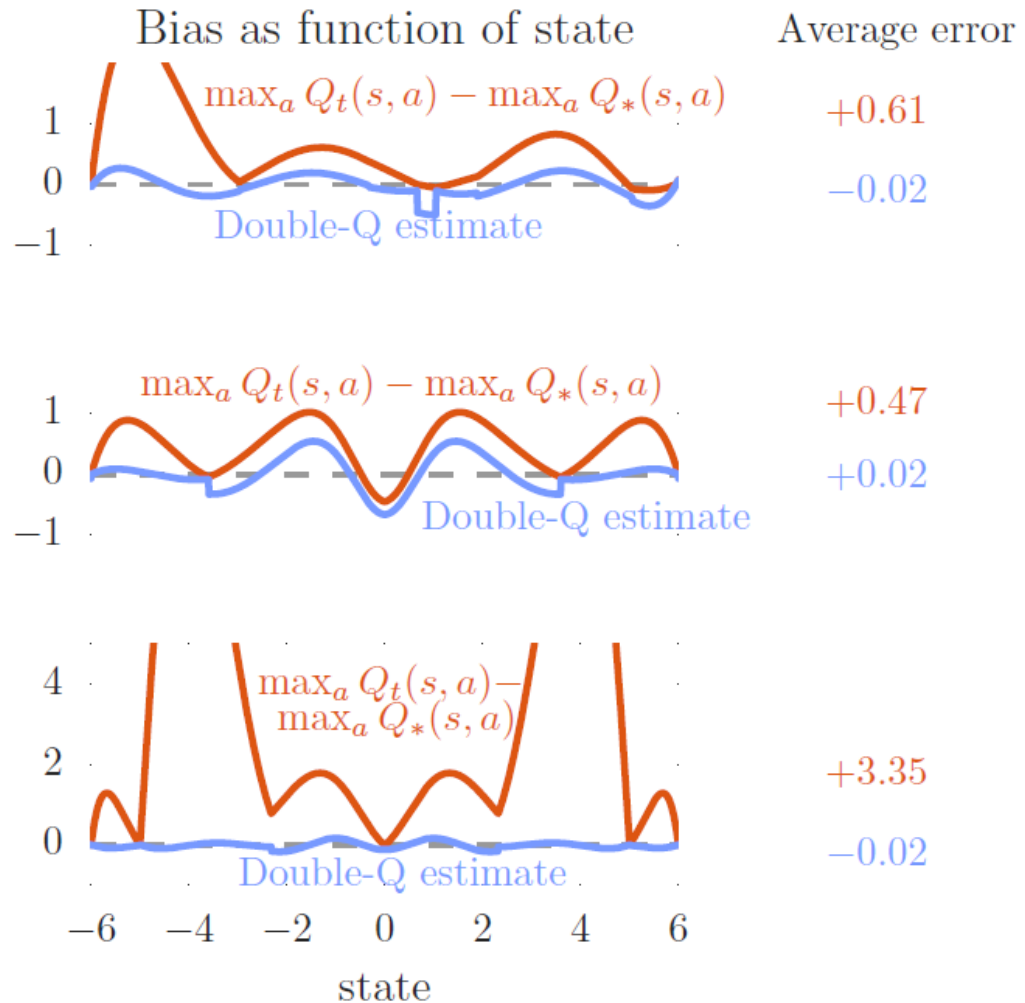 Bias as function of state
Average error
max_a Q_t(s, a) − max_a Q_*(s, a)
+0.61
1
0
−0.02
Double-Q estimate
−1
max_a Q_t(s, a) − max_a Q_*(s, a)
+0.47
1
0
+0.02
Double-Q estimate
−1
4
max_a Q_t(s, a)−
max_a Q_*(s, a)
2
+3.35
0
−0.02
Double-Q estimate
−6 −4 −2 0 2 4 6
state